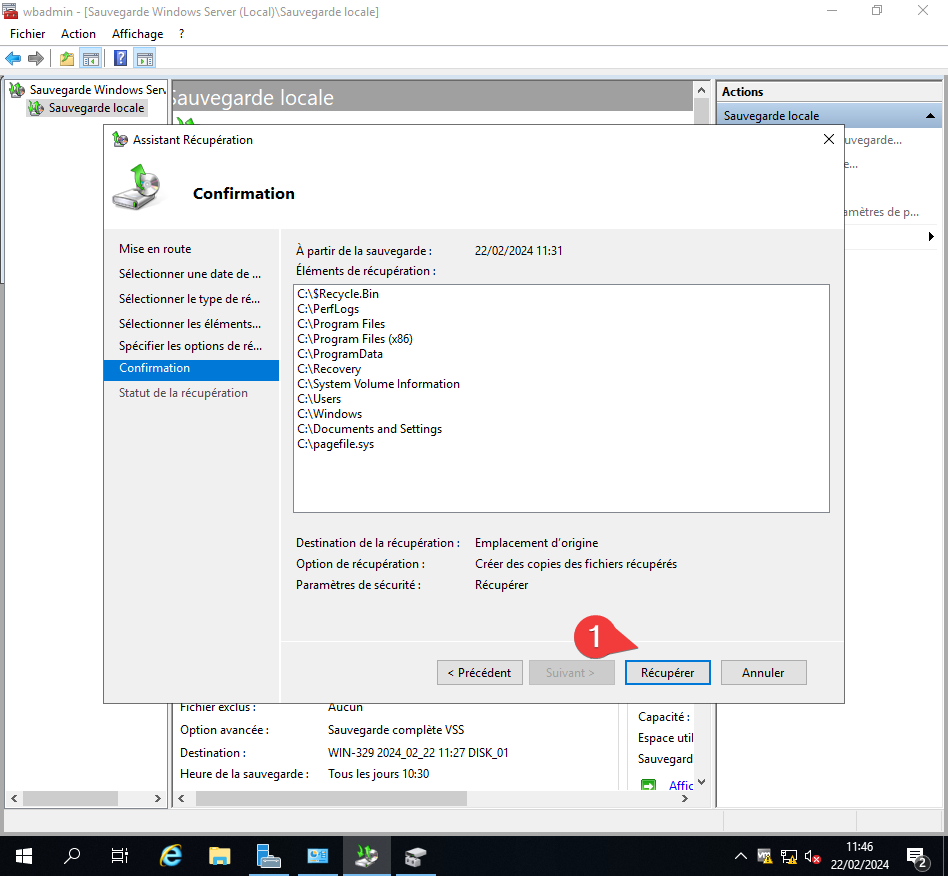 wbadmin - [Sauvegarde Windows Server (Local)\Sauvegarde locale]
Fichier Action Affichage ?
Sauvegarde Windows Serv
Sauvegarde locale
Sauvegarde locale
Actions
Sauvegarde locale
uvegarde...
e...
amètres de p...
Assistant Récupération
Confirmation
Mise en route
Sélectionner une date de ...
Sélectionner le type de ré...
Sélectionner les éléments...
Spécifier les options de ré...
Confirmation
Statut de la récupération
À partir de la sauvegarde : 22/02/2024 11:31
Éléments de récupération :
C:\$Recycle.Bin
C:\PerfLogs
C:\Program Files
C:\Program Files (x86)
C:\ProgramData
C:\Recovery
C:\System Volume Information
C:\Users
C:\Windows
C:\Documents and Settings
C:\pagefile.sys
Destination de la récupération : Emplacement d'origine
Option de récupération : Créer des copies des fichiers récupérés
Paramètres de sécurité : Récupérer
1
< Précédent Suivant > Récupérer Annuler
Fichier exclus : Aucun
Option avancée : Sauvegarde complète VSS
Destination : WIN-329 2024_02_22 11:27 DISK_01
Heure de la sauvegarde : Tous les jours 10:30
Capacité :
Espace util
Sauvegard
Affic
11:46
22/02/2024
2